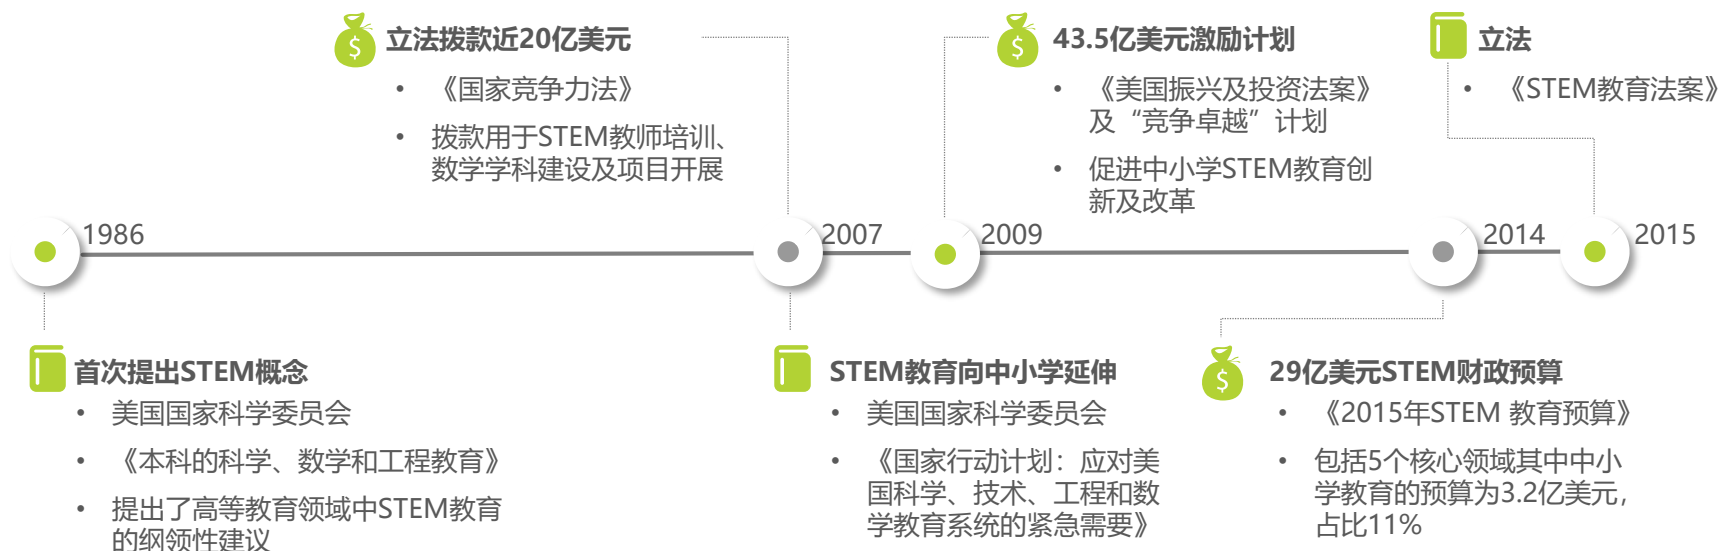 立法拨款近20亿美元
• 《国家竞争力法》
• 拨款用于STEM教师培训、
数学学科建设及项目开展
43.5亿美元激励计划
• 《美国振兴及投资法案》
及“竞争卓越”计划
• 促进中小学STEM教育创
新及改革
立法
• 《STEM教育法案》
1986
2007
2009
2014
2015
首次提出STEM概念
• 美国国家科学委员会
• 《本科的科学、数学和工程教育》
• 提出了高等教育领域中STEM教育
的纲领性建议
STEM教育向中小学延伸
• 美国国家科学委员会
• 《国家行动计划：应对美
国科学、技术、工程和数
学教育系统的紧急需要》
29亿美元STEM财政预算
• 《2015年STEM 教育预算》
• 包括5个核心领域其中中小
学教育的预算为3.2亿美元，
占比11%